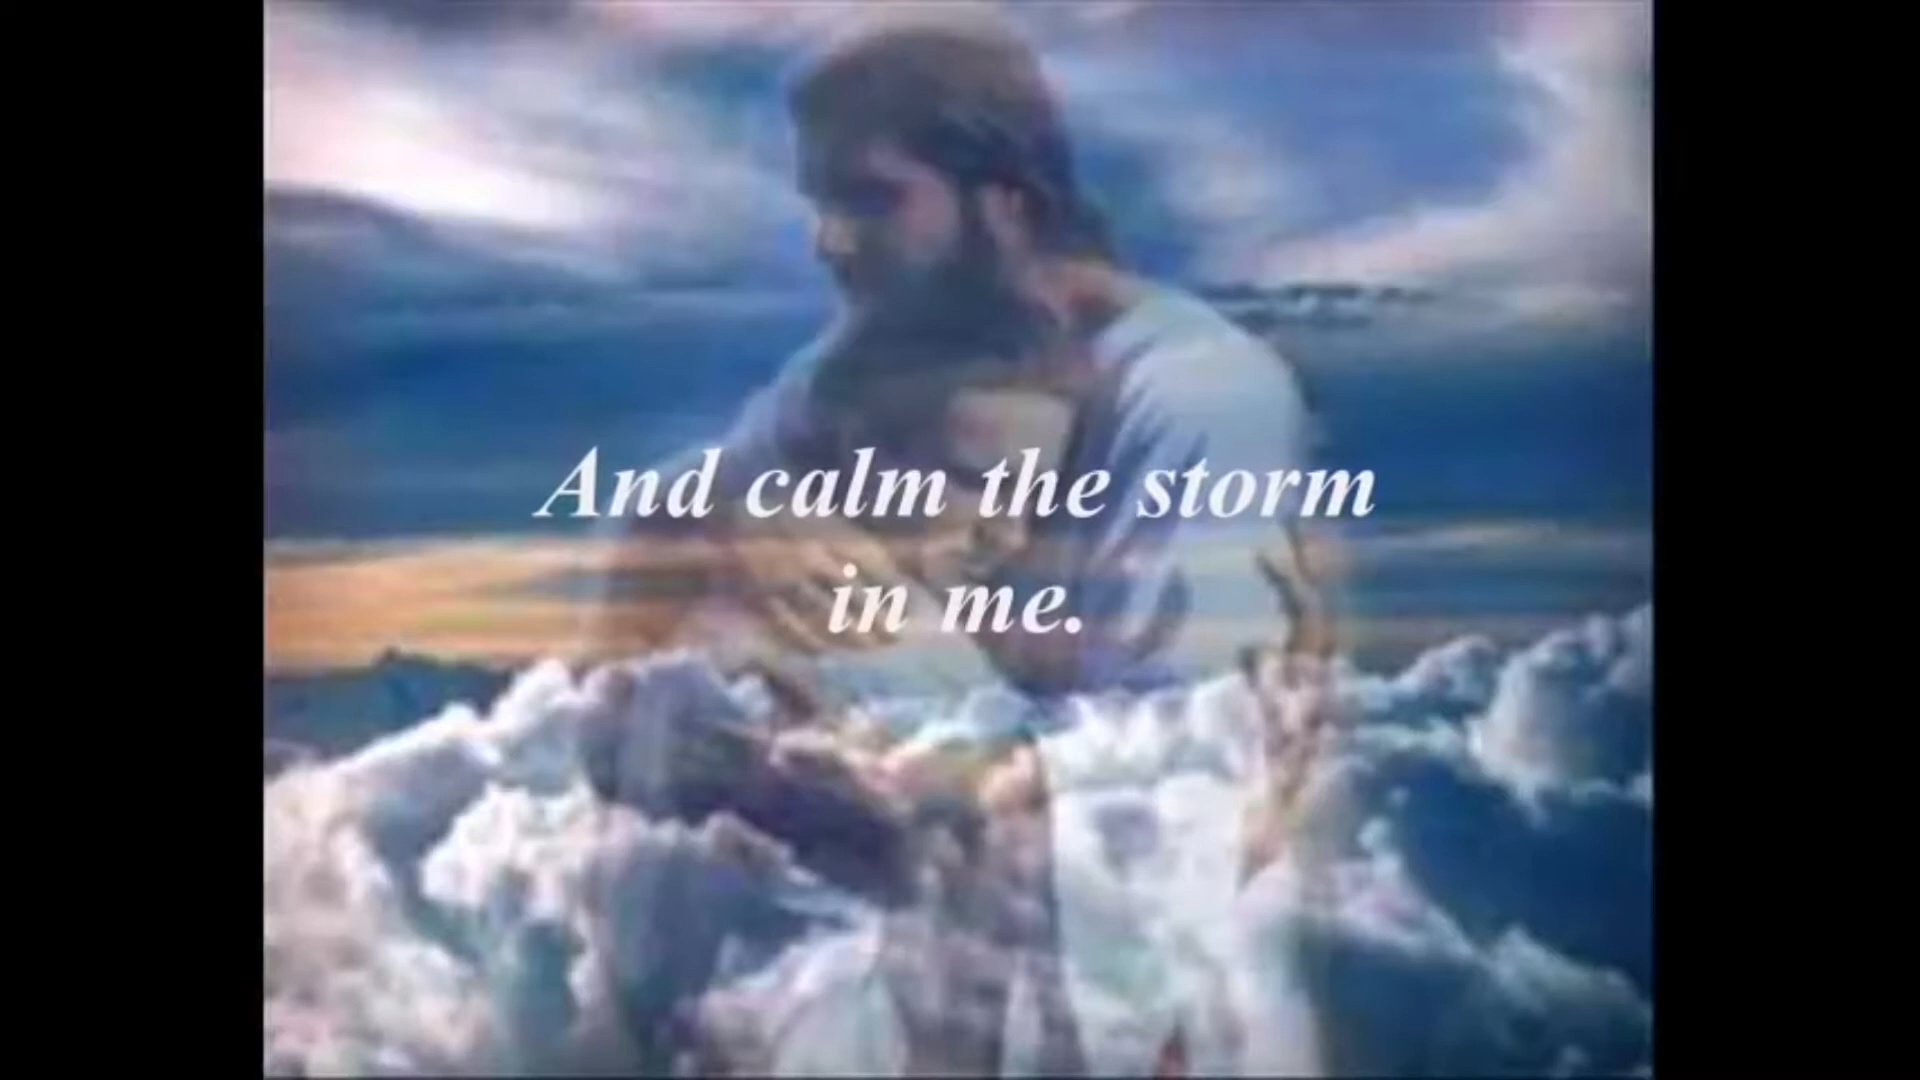 And calm the storm
in me.